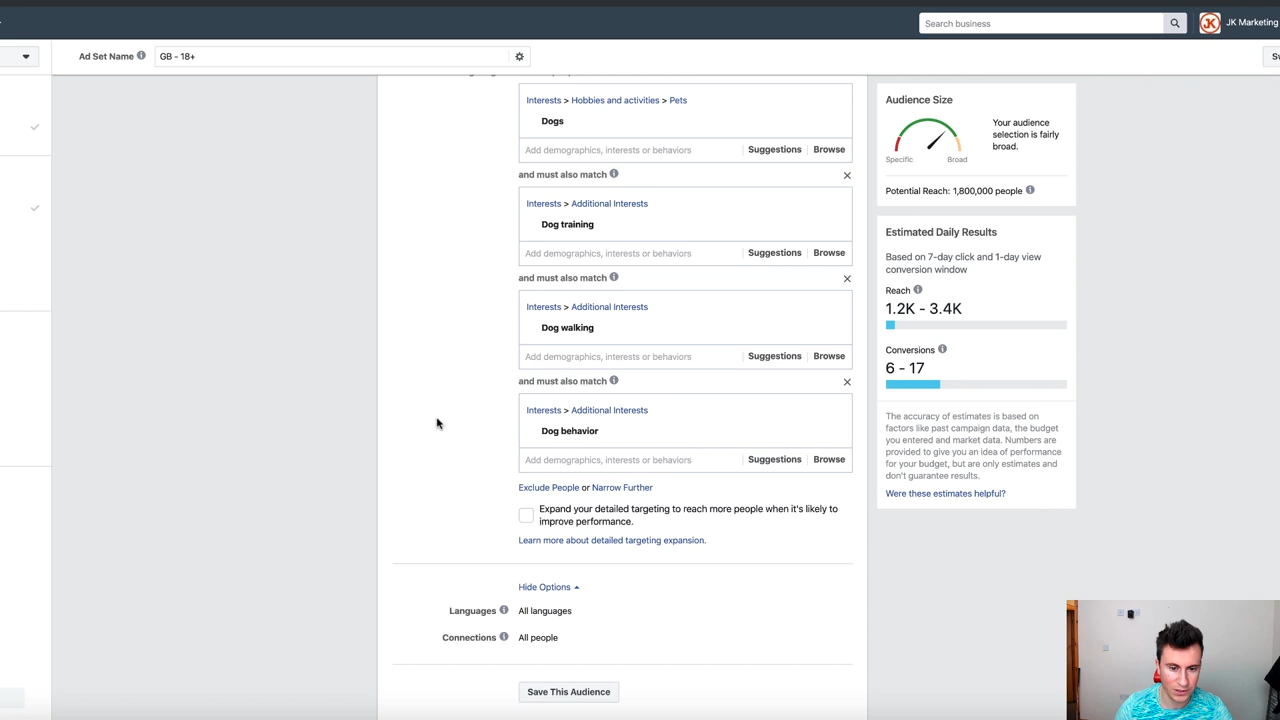 Search business
JK Marketing
Ad Set Name
GB - 18+
Interests > Hobbies and activities > Pets
Dogs
Add demographics, interests or behaviors
Suggestions
Browse
and must also match
Interests > Additional Interests
Dog training
Add demographics, interests or behaviors
Suggestions
Browse
and must also match
Interests > Additional Interests
Dog walking
Add demographics, interests or behaviors
Suggestions
Browse
and must also match
Interests > Additional Interests
Dog behavior
Add demographics, interests or behaviors
Suggestions
Browse
Exclude People or Narrow Further
Expand your detailed targeting to reach more people when it's likely to
improve performance.
Learn more about detailed targeting expansion.
Hide Options
Languages
All languages
Connections
All people
Save This Audience
Audience Size
Your audience
selection is fairly
broad.
Specific
Broad
Potential Reach: 1,800,000 people
Estimated Daily Results
Based on 7-day click and 1-day view
conversion window
Reach
1.2K - 3.4K
Conversions
6 - 17
The accuracy of estimates is based on
factors like past campaign data, the budget
you entered and market data. Numbers are
provided to give you an idea of performance
for your budget, but are only estimates and
don't guarantee results.
Were these estimates helpful?